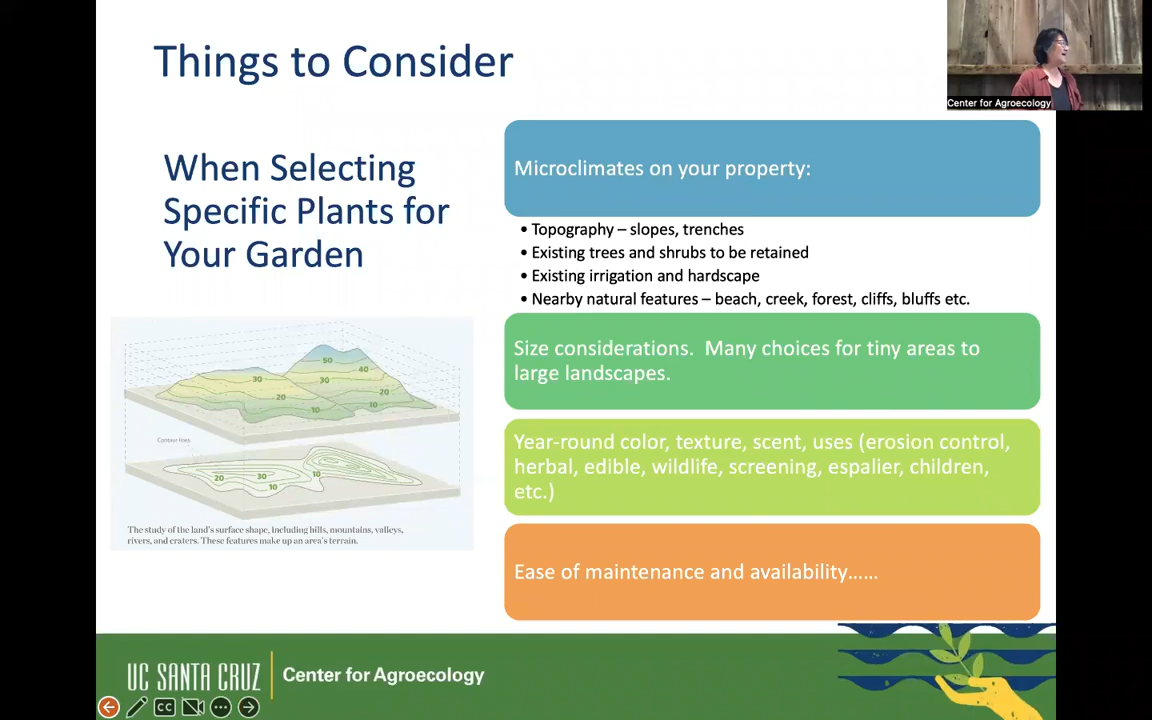 Things to Consider
Center for Agroecology
When Selecting
Specific Plants for
Your Garden
Microclimates on your property:
• Topography – slopes, trenches
• Existing trees and shrubs to be retained
• Existing irrigation and hardscape
• Nearby natural features – beach, creek, forest, cliffs, bluffs etc.
Size considerations.  Many choices for tiny areas to
large landscapes.
Year-round color, texture, scent, uses (erosion control,
herbal, edible, wildlife, screening, espalier, children,
etc.)
Ease of maintenance and availability......
50
40
30
30
20
20
10
10
Contour lines
20
30
10
10
The study of the land's surface shape, including hills, mountains, valleys,
rivers, and craters. These features make up an area's terrain.
UC SANTA CRUZ
Center for Agroecology
CC